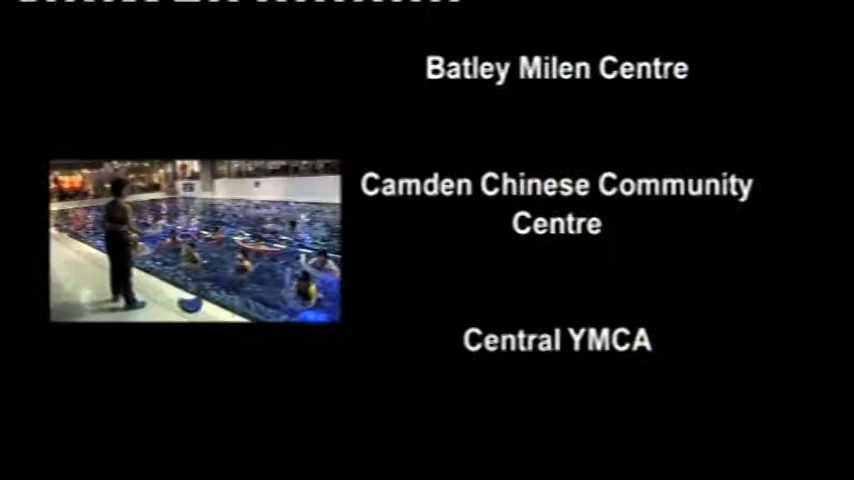 Batley Milen Centre
Camden Chinese Community
Centre
Central YMCA